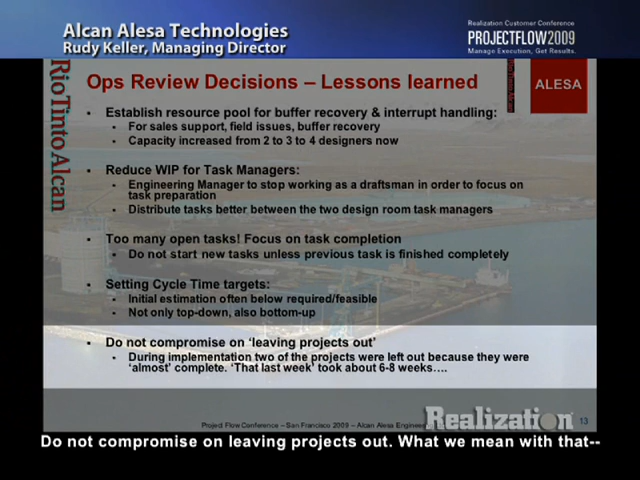 Alcan Alesa Technologies
Rudy Keller, Managing Director
Realization Customer Conference
PROJECTFLOW2009
Manage Execution, Get Results.
RioTintoAlcan
Ops Review Decisions – Lessons learned
ALESA
▪ Establish resource pool for buffer recovery & interrupt handling:
▪ For sales support, field issues, buffer recovery
▪ Capacity increased from 2 to 3 to 4 designers now
▪ Reduce WIP for Task Managers:
▪ Engineering Manager to stop working as a draftsman in order to focus on
task preparation
▪ Distribute tasks better between the two design room task managers
▪ Too many open tasks! Focus on task completion
▪ Do not start new tasks unless previous task is finished completely
▪ Setting Cycle Time targets:
▪ Initial estimation often below required/feasible
▪ Not only top-down, also bottom-up
▪ Do not compromise on ‘leaving projects out’
▪ During implementation two of the projects were left out because they were
‘almost’ complete. ‘That last week’ took about 6-8 weeks….
Project Flow Conference – San Francisco 2009 – Alcan Alesa
Realization
13
Do not compromise on leaving projects out. What we mean with that--